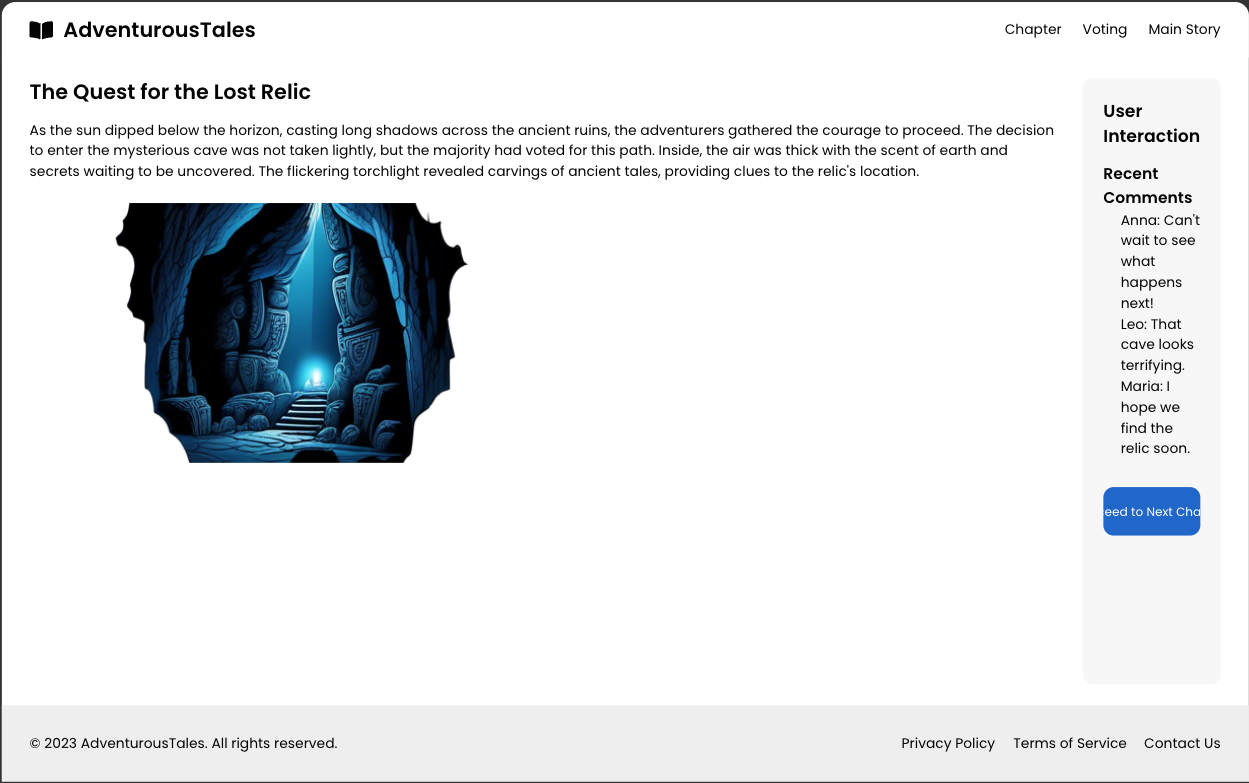 AdventurousTales
Chapter Voting Main Story
The Quest for the Lost Relic
As the sun dipped below the horizon, casting long shadows across the ancient ruins, the adventurers gathered the courage to proceed. The decision
to enter the mysterious cave was not taken lightly, but the majority had voted for this path. Inside, the air was thick with the scent of earth and
secrets waiting to be uncovered. The flickering torchlight revealed carvings of ancient tales, providing clues to the relic's location.
User
Interaction
Recent
Comments
Anna: Can't
wait to see
what
happens
next!
Leo: That
cave looks
terrifying.
Maria: I
hope we
find the
relic soon.
eed to Next Cha
© 2023 AdventurousTales. All rights reserved.
Privacy Policy Terms of Service Contact Us